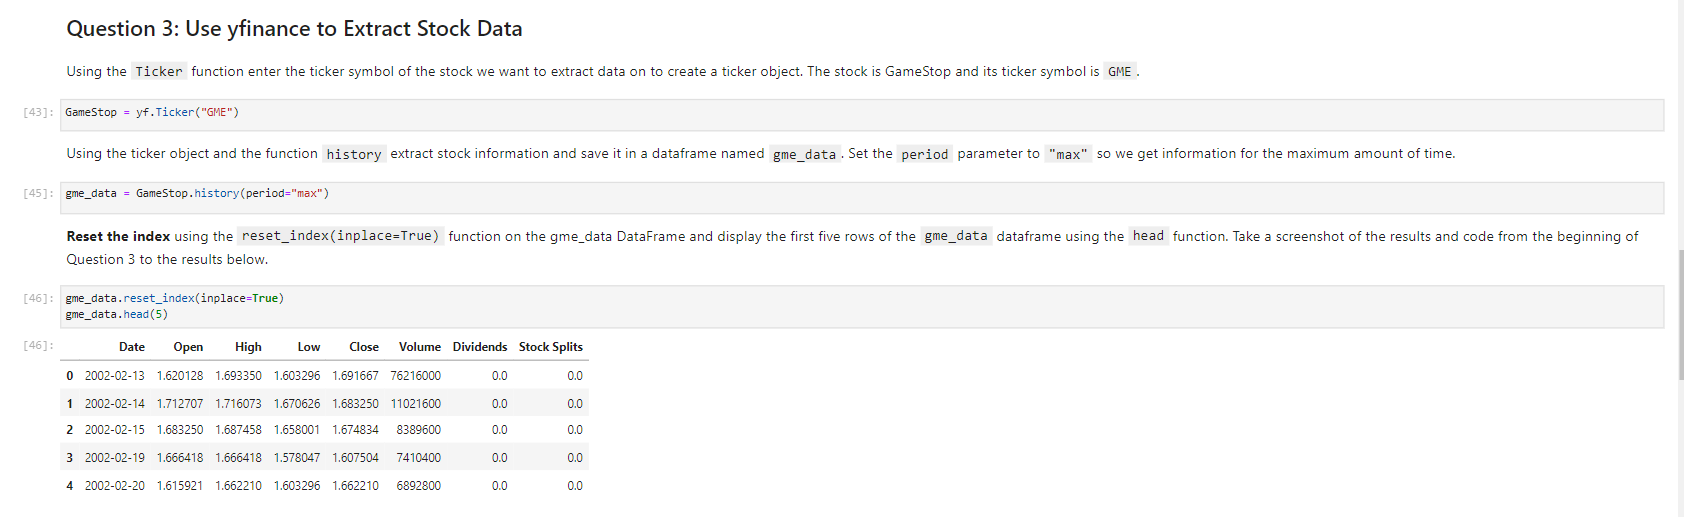 Question 3: Use yfinance to Extract Stock Data
Using the Ticker function enter the ticker symbol of the stock we want to extract data on to create a ticker object. The stock is GameStop and its ticker symbol is GME .
[43]: GameStop = yf.Ticker("GME")
Using the ticker object and the function history extract stock information and save it in a dataframe named gme_data . Set the period parameter to "max" so we get information for the maximum amount of time.
[45]: gme_data = GameStop.history(period="max")
Reset the index using the reset_index(inplace=True) function on the gme_data DataFrame and display the first five rows of the gme_data dataframe using the head function. Take a screenshot of the results and code from the beginning of
Question 3 to the results below.
[46]: gme_data.reset_index(inplace=True)
gme_data.head(5)
[46]: Date Open High Low Close Volume Dividends Stock Splits
0 2002-02-13 1.620128 1.693350 1.603296 1.691667 76216000 0.0 0.0
1 2002-02-14 1.712707 1.716073 1.670626 1.683250 11021600 0.0 0.0
2 2002-02-15 1.683250 1.687458 1.658001 1.674834 8389600 0.0 0.0
3 2002-02-19 1.666418 1.666418 1.578047 1.607504 7410400 0.0 0.0
4 2002-02-20 1.615921 1.662210 1.603296 1.662210 6892800 0.0 0.0